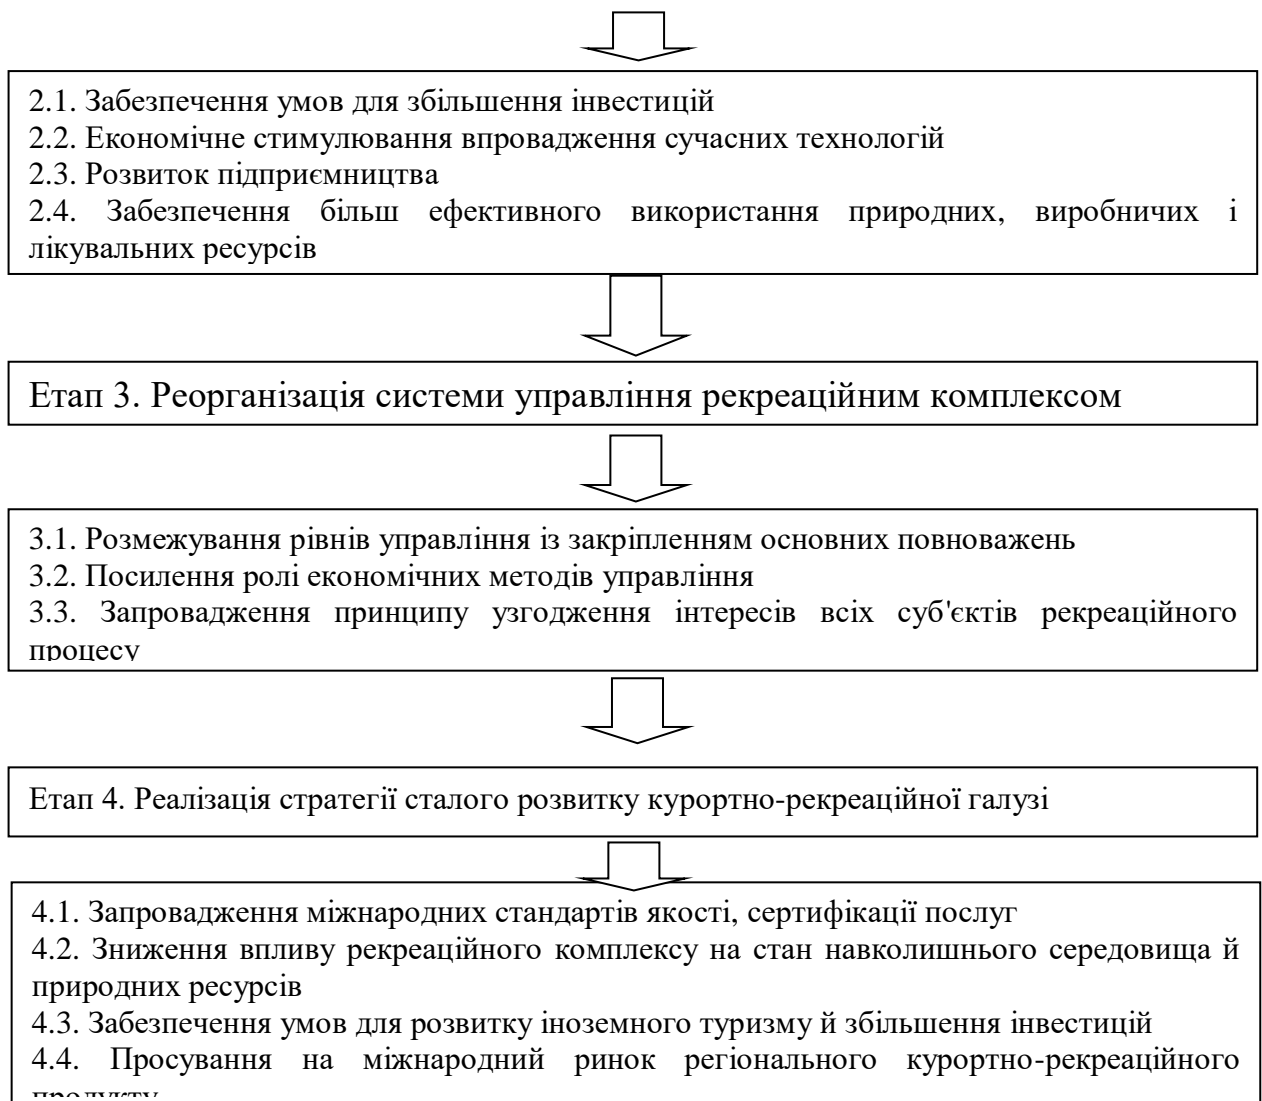 2.1. Забезпечення умов для збільшення інвестицій
2.2. Економічне стимулювання впровадження сучасних технологій
2.3. Розвиток підприємництва
2.4. Забезпечення більш ефективного використання природних, виробничих і
лікувальних ресурсів
Етап 3. Реорганізація системи управління рекреаційним комплексом
3.1. Розмежування рівнів управління із закріпленням основних повноважень
3.2. Посилення ролі економічних методів управління
3.3. Запровадження принципу узгодження інтересів всіх суб'єктів рекреаційного
процесу
Етап 4. Реалізація стратегії сталого розвитку курортно-рекреаційної галузі
4.1. Запровадження міжнародних стандартів якості, сертифікації послуг
4.2. Зниження впливу рекреаційного комплексу на стан навколишнього середовища й
природних ресурсів
4.3. Забезпечення умов для розвитку іноземного туризму й збільшення інвестицій
4.4. Просування на міжнародний ринок регіонального курортно-рекреаційного
продукту